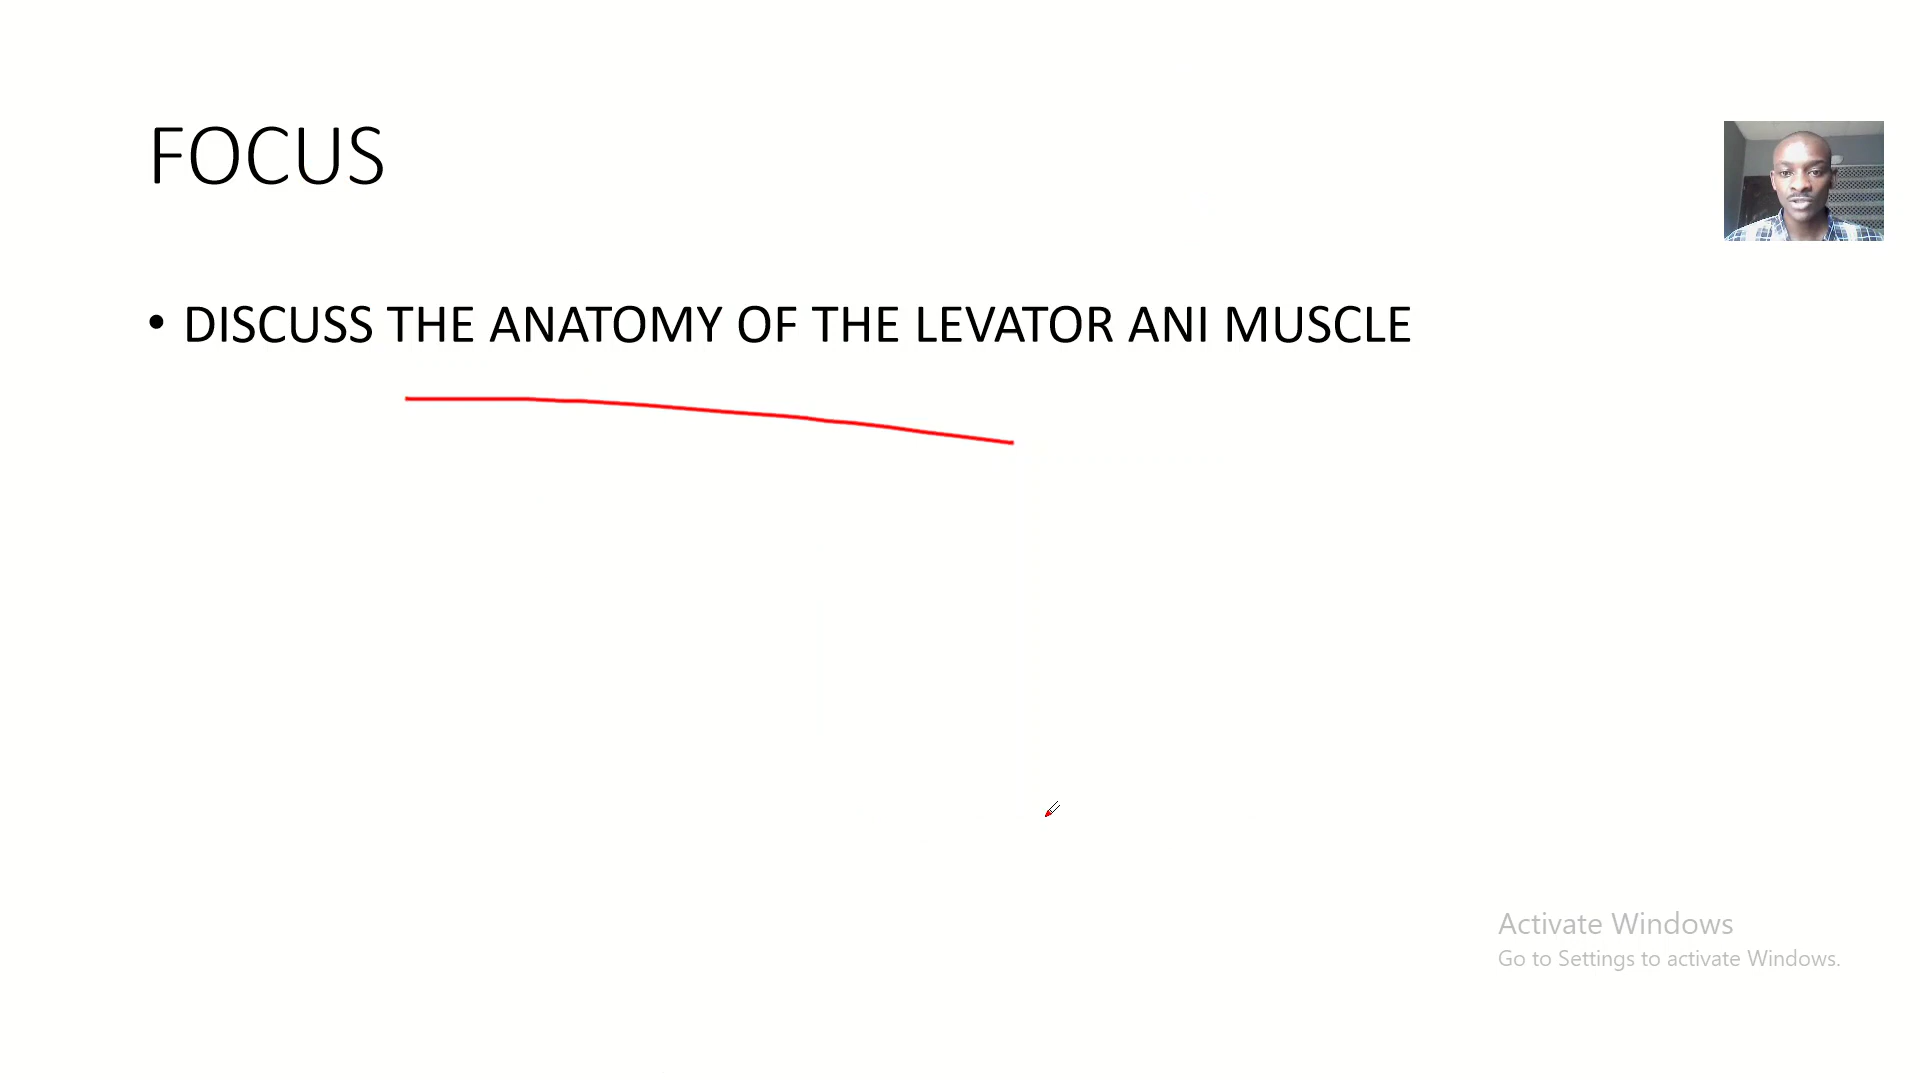 FOCUS
• DISCUSS THE ANATOMY OF THE LEVATOR ANI MUSCLE
Activate Windows
Go to Settings to activate Windows.